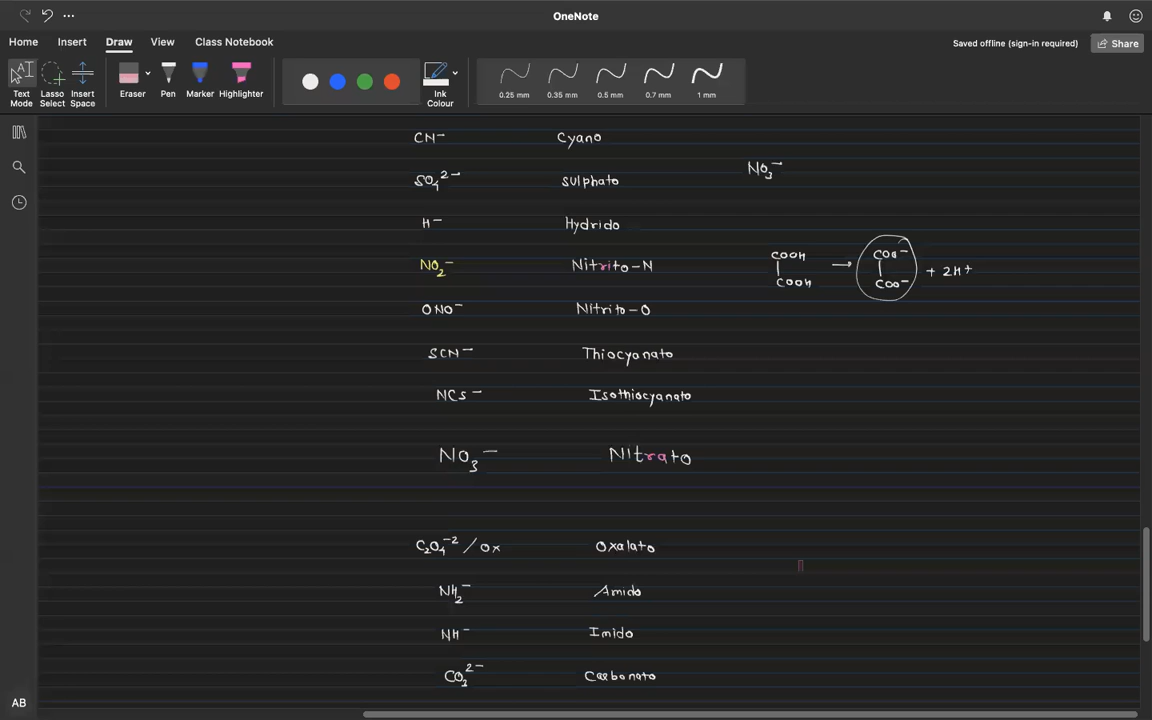 OneNote
Home Insert Draw View Class Notebook
Saved offline (sign-in required) Share
Text Mode
Lasso Select
Insert Space
Eraser
Pen
Marker
Highlighter
Ink Colour
0.25 mm 0.35 mm 0.5 mm 0.7 mm 1 mm
CN⁻ Cyano
NO₃⁻
SO₄²⁻ sulphato
H⁻ Hydrido
COOH COO⁻
| → | + 2H⁺
COOH COO⁻
NO₂⁻ Nitrito-N
ONO⁻ Nitrito-O
SCN⁻ Thiocyanato
NCS⁻ Isothiocyanato
NO₃⁻ Nitrato
C₂O₄⁻² / Ox Oxalato
NH₂⁻ Amido
NH⁻ Imido
CO₃²⁻ Carbonato
AB